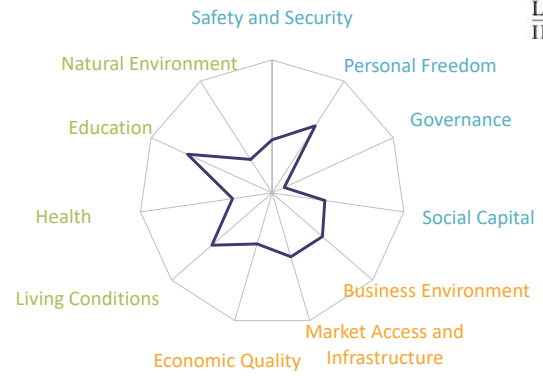 Safety and Security
Natural Environment
Personal Freedom
Education
Governance
Health
Social Capital
Living Conditions
Business Environment
Market Access and
Infrastructure
Economic Quality